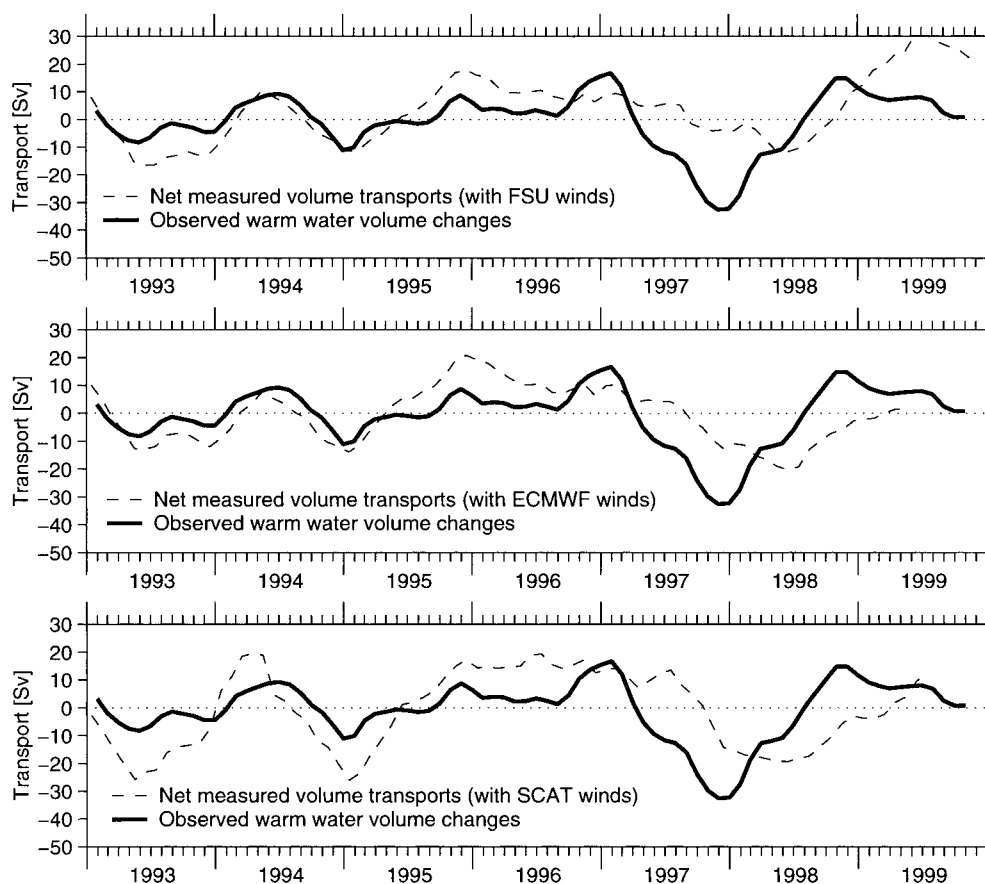 30
20
10
0
−10
−20
−30
−40
−50
Transport [Sv]
Net measured volume transports (with FSU winds)
Observed warm water volume changes
1993 1994 1995 1996 1997 1998 1999
30
20
10
0
−10
−20
−30
−40
−50
Transport [Sv]
Net measured volume transports (with ECMWF winds)
Observed warm water volume changes
1993 1994 1995 1996 1997 1998 1999
30
20
10
0
−10
−20
−30
−40
−50
Transport [Sv]
Net measured volume transports (with SCAT winds)
Observed warm water volume changes
1993 1994 1995 1996 1997 1998 1999